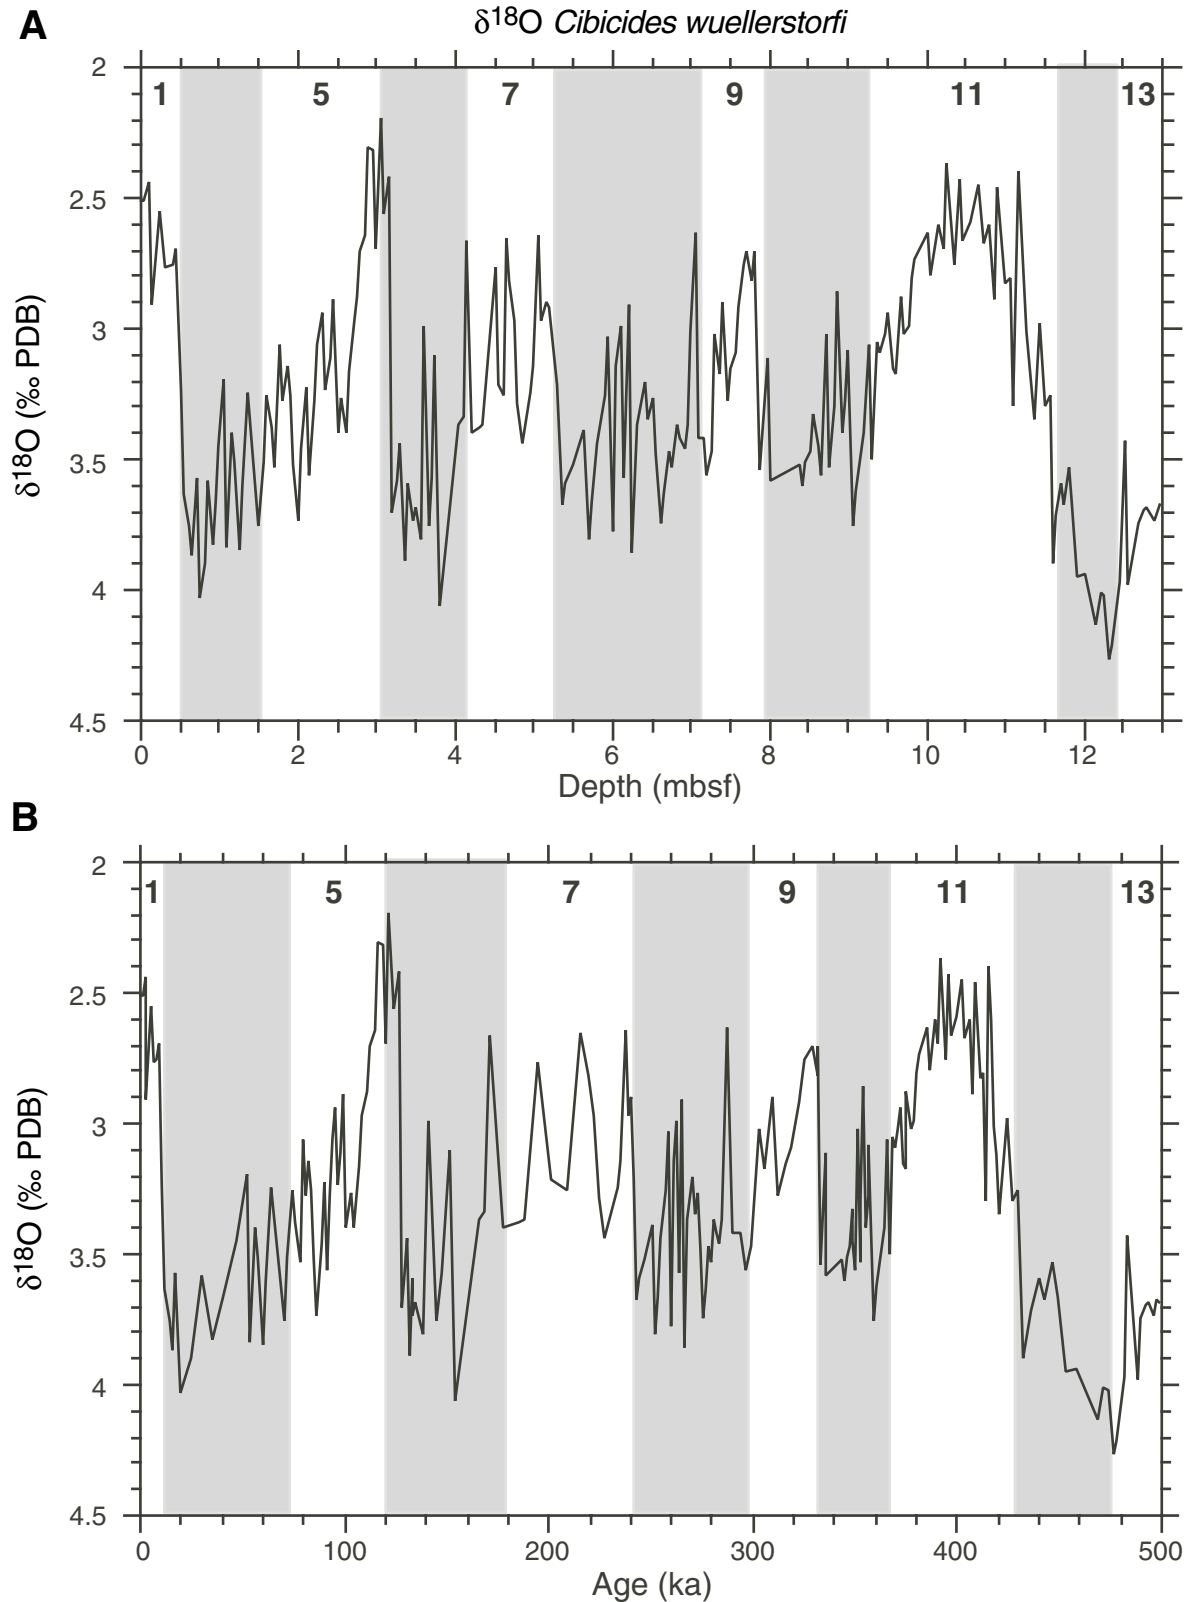 A
δ18O Cibicides wuellerstorfi
1 5 7 9 11 13
2
2.5
3
3.5
4
4.5
δ18O (‰ PDB)
0 2 4 6 8 10 12
Depth (mbsf)
B
1 5 7 9 11 13
2
2.5
3
3.5
4
4.5
δ18O (‰ PDB)
0 100 200 300 400 500
Age (ka)